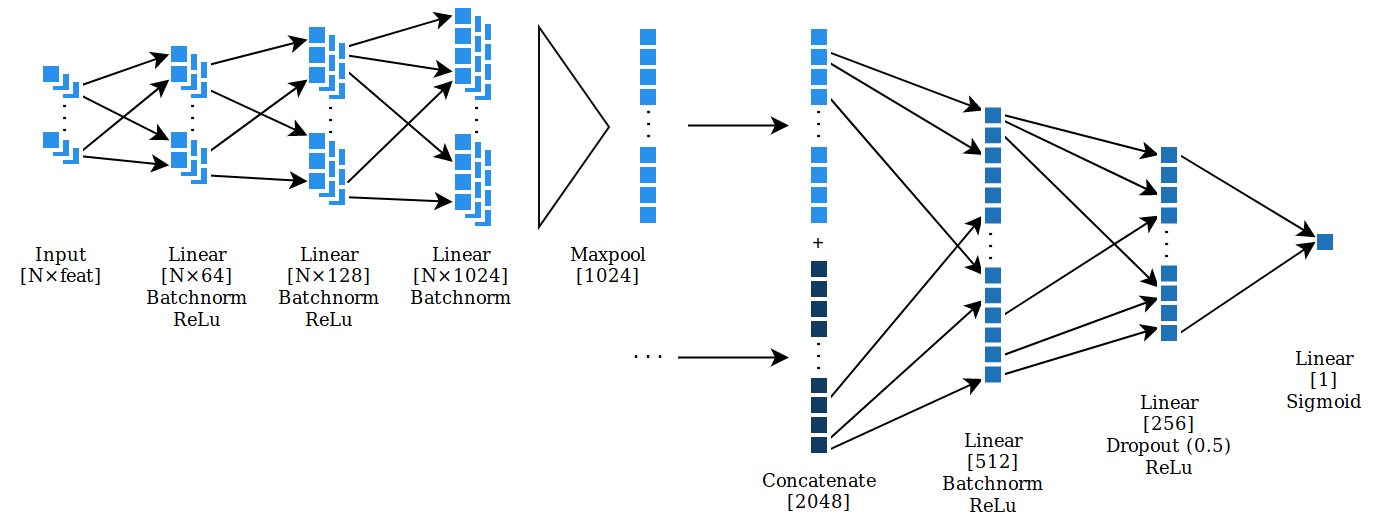 Input
[N×feat]
Linear
[N×64]
Batchnorm
ReLu
Linear
[N×128]
Batchnorm
ReLu
Linear
[N×1024]
Batchnorm
Maxpool
[1024]
+
...
Concatenate
[2048]
Linear
[512]
Batchnorm
ReLu
Linear
[256]
Dropout (0.5)
ReLu
Linear
[1]
Sigmoid